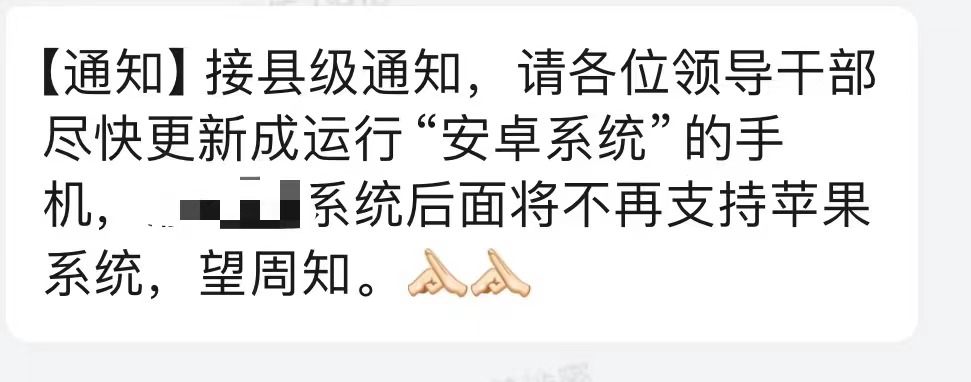 【通知】接县级通知，请各位领导干部
尽快更新成运行“安卓系统”的手
机，系统后面将不再支持苹果
系统，望周知。🙏🏻🙏🏻